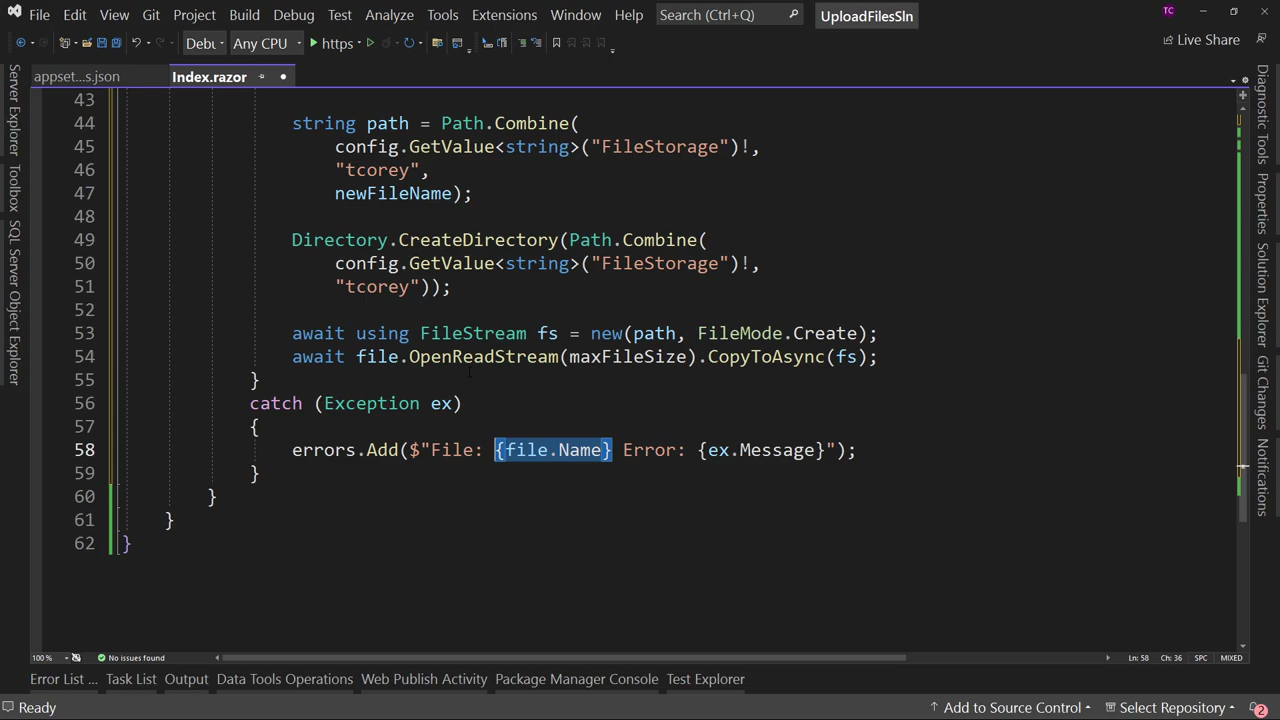 File Edit View Git Project Build Debug Test Analyze Tools Extensions Window Help Search (Ctrl+Q) UploadFilesSln TC
Debu Any CPU https Live Share
appset...s.json Index.razor
43
44 string path = Path.Combine(
45 config.GetValue<string>("FileStorage")!,
46 "tcorey",
47 newFileName);
48
49 Directory.CreateDirectory(Path.Combine(
50 config.GetValue<string>("FileStorage")!,
51 "tcorey"));
52
53 await using FileStream fs = new(path, FileMode.Create);
54 await file.OpenReadStream(maxFileSize).CopyToAsync(fs);
55 }
56 catch (Exception ex)
57 {
58 errors.Add($"File: {file.Name} Error: {ex.Message}");
59 }
60 }
61 }
62 }
Server Explorer
Toolbox
SQL Server Object Explorer
Diagnostic Tools
Properties
Solution Explorer
Git Changes
Notifications
100 % No issues found Ln: 58 Ch: 36 SPC MIXED
Error List ... Task List Output Data Tools Operations Web Publish Activity Package Manager Console Test Explorer
Ready Add to Source Control Select Repository 2